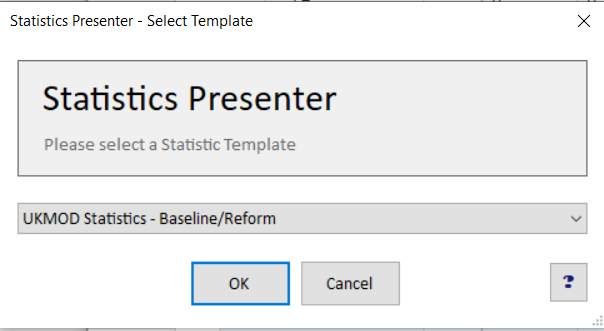 Statistics Presenter - Select Template
Statistics Presenter
Please select a Statistic Template
UKMOD Statistics - Baseline/Reform
OK
Cancel
?